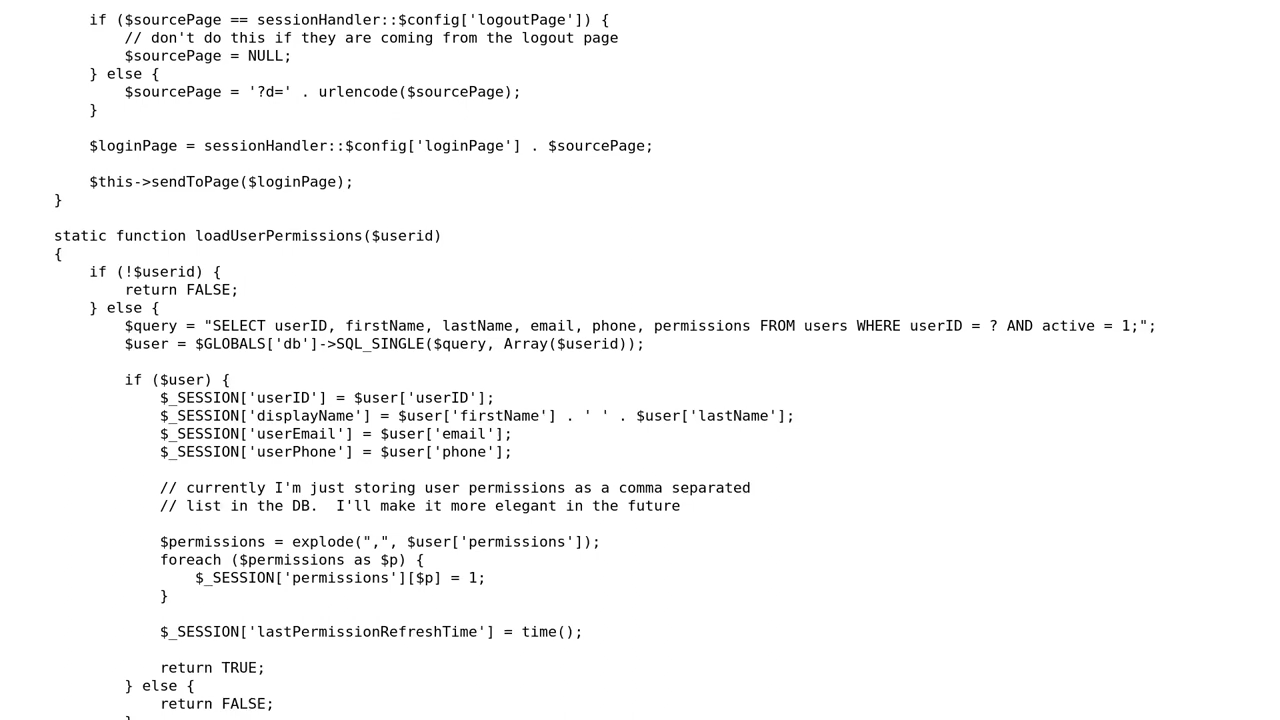 if ($sourcePage == sessionHandler::$config['logoutPage']) {
// don't do this if they are coming from the logout page
$sourcePage = NULL;
} else {
$sourcePage = '?d=' . urlencode($sourcePage);
}
$loginPage = sessionHandler::$config['loginPage'] . $sourcePage;
$this->sendToPage($loginPage);
}
static function loadUserPermissions($userid)
{
if (!$userid) {
return FALSE;
} else {
$query = "SELECT userID, firstName, lastName, email, phone, permissions FROM users WHERE userID = ? AND active = 1;";
$user = $GLOBALS['db']->SQL_SINGLE($query, Array($userid));
if ($user) {
$_SESSION['userID'] = $user['userID'];
$_SESSION['displayName'] = $user['firstName'] . ' ' . $user['lastName'];
$_SESSION['userEmail'] = $user['email'];
$_SESSION['userPhone'] = $user['phone'];
// currently I'm just storing user permissions as a comma separated
// list in the DB.  I'll make it more elegant in the future
$permissions = explode(",", $user['permissions']);
foreach ($permissions as $p) {
$_SESSION['permissions'][$p] = 1;
}
$_SESSION['lastPermissionRefreshTime'] = time();
return TRUE;
} else {
return FALSE;
}